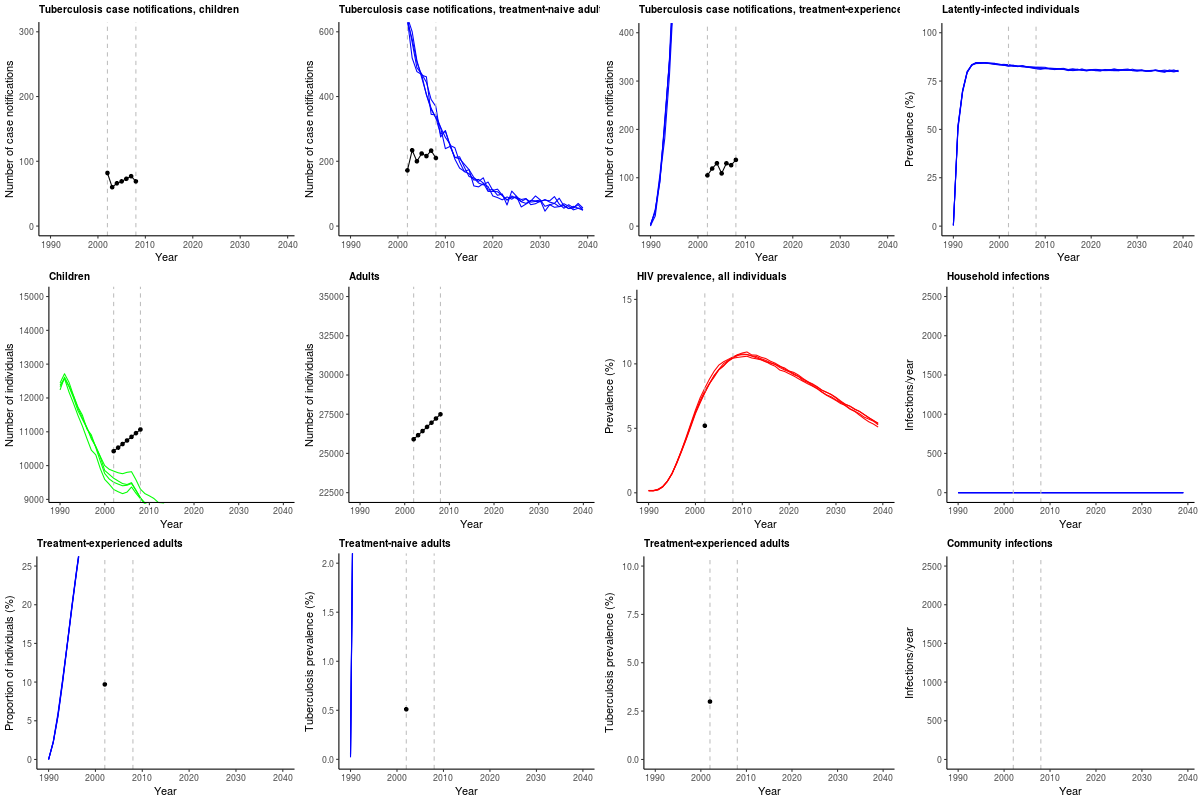 Tuberculosis case notifications, children
Number of case notifications
300
200
100
0
1990 2000 2010 2020 2030 2040
Year
Tuberculosis case notifications, treatment-naive adult
Number of case notifications
600
400
200
0
1990 2000 2010 2020 2030 2040
Year
Tuberculosis case notifications, treatment-experience
Number of case notifications
400
300
200
100
0
1990 2000 2010 2020 2030 2040
Year
Latently-infected individuals
Prevalence (%)
100
75
50
25
0
1990 2000 2010 2020 2030 2040
Year
Children
Number of individuals
15000
14000
13000
12000
11000
10000
9000
1990 2000 2010 2020 2030 2040
Year
Adults
Number of individuals
35000
32500
30000
27500
25000
22500
1990 2000 2010 2020 2030 2040
Year
HIV prevalence, all individuals
Prevalence (%)
15
10
5
0
1990 2000 2010 2020 2030 2040
Year
Household infections
Infections/year
2500
2000
1500
1000
500
0
1990 2000 2010 2020 2030 2040
Year
Treatment-experienced adults
Proportion of individuals (%)
25
20
15
10
5
0
1990 2000 2010 2020 2030 2040
Year
Treatment-naive adults
Tuberculosis prevalence (%)
2.0
1.5
1.0
0.5
0.0
1990 2000 2010 2020 2030 2040
Year
Treatment-experienced adults
Tuberculosis prevalence (%)
10.0
7.5
5.0
2.5
0.0
1990 2000 2010 2020 2030 2040
Year
Community infections
Infections/year
2500
2000
1500
1000
500
0
1990 2000 2010 2020 2030 2040
Year